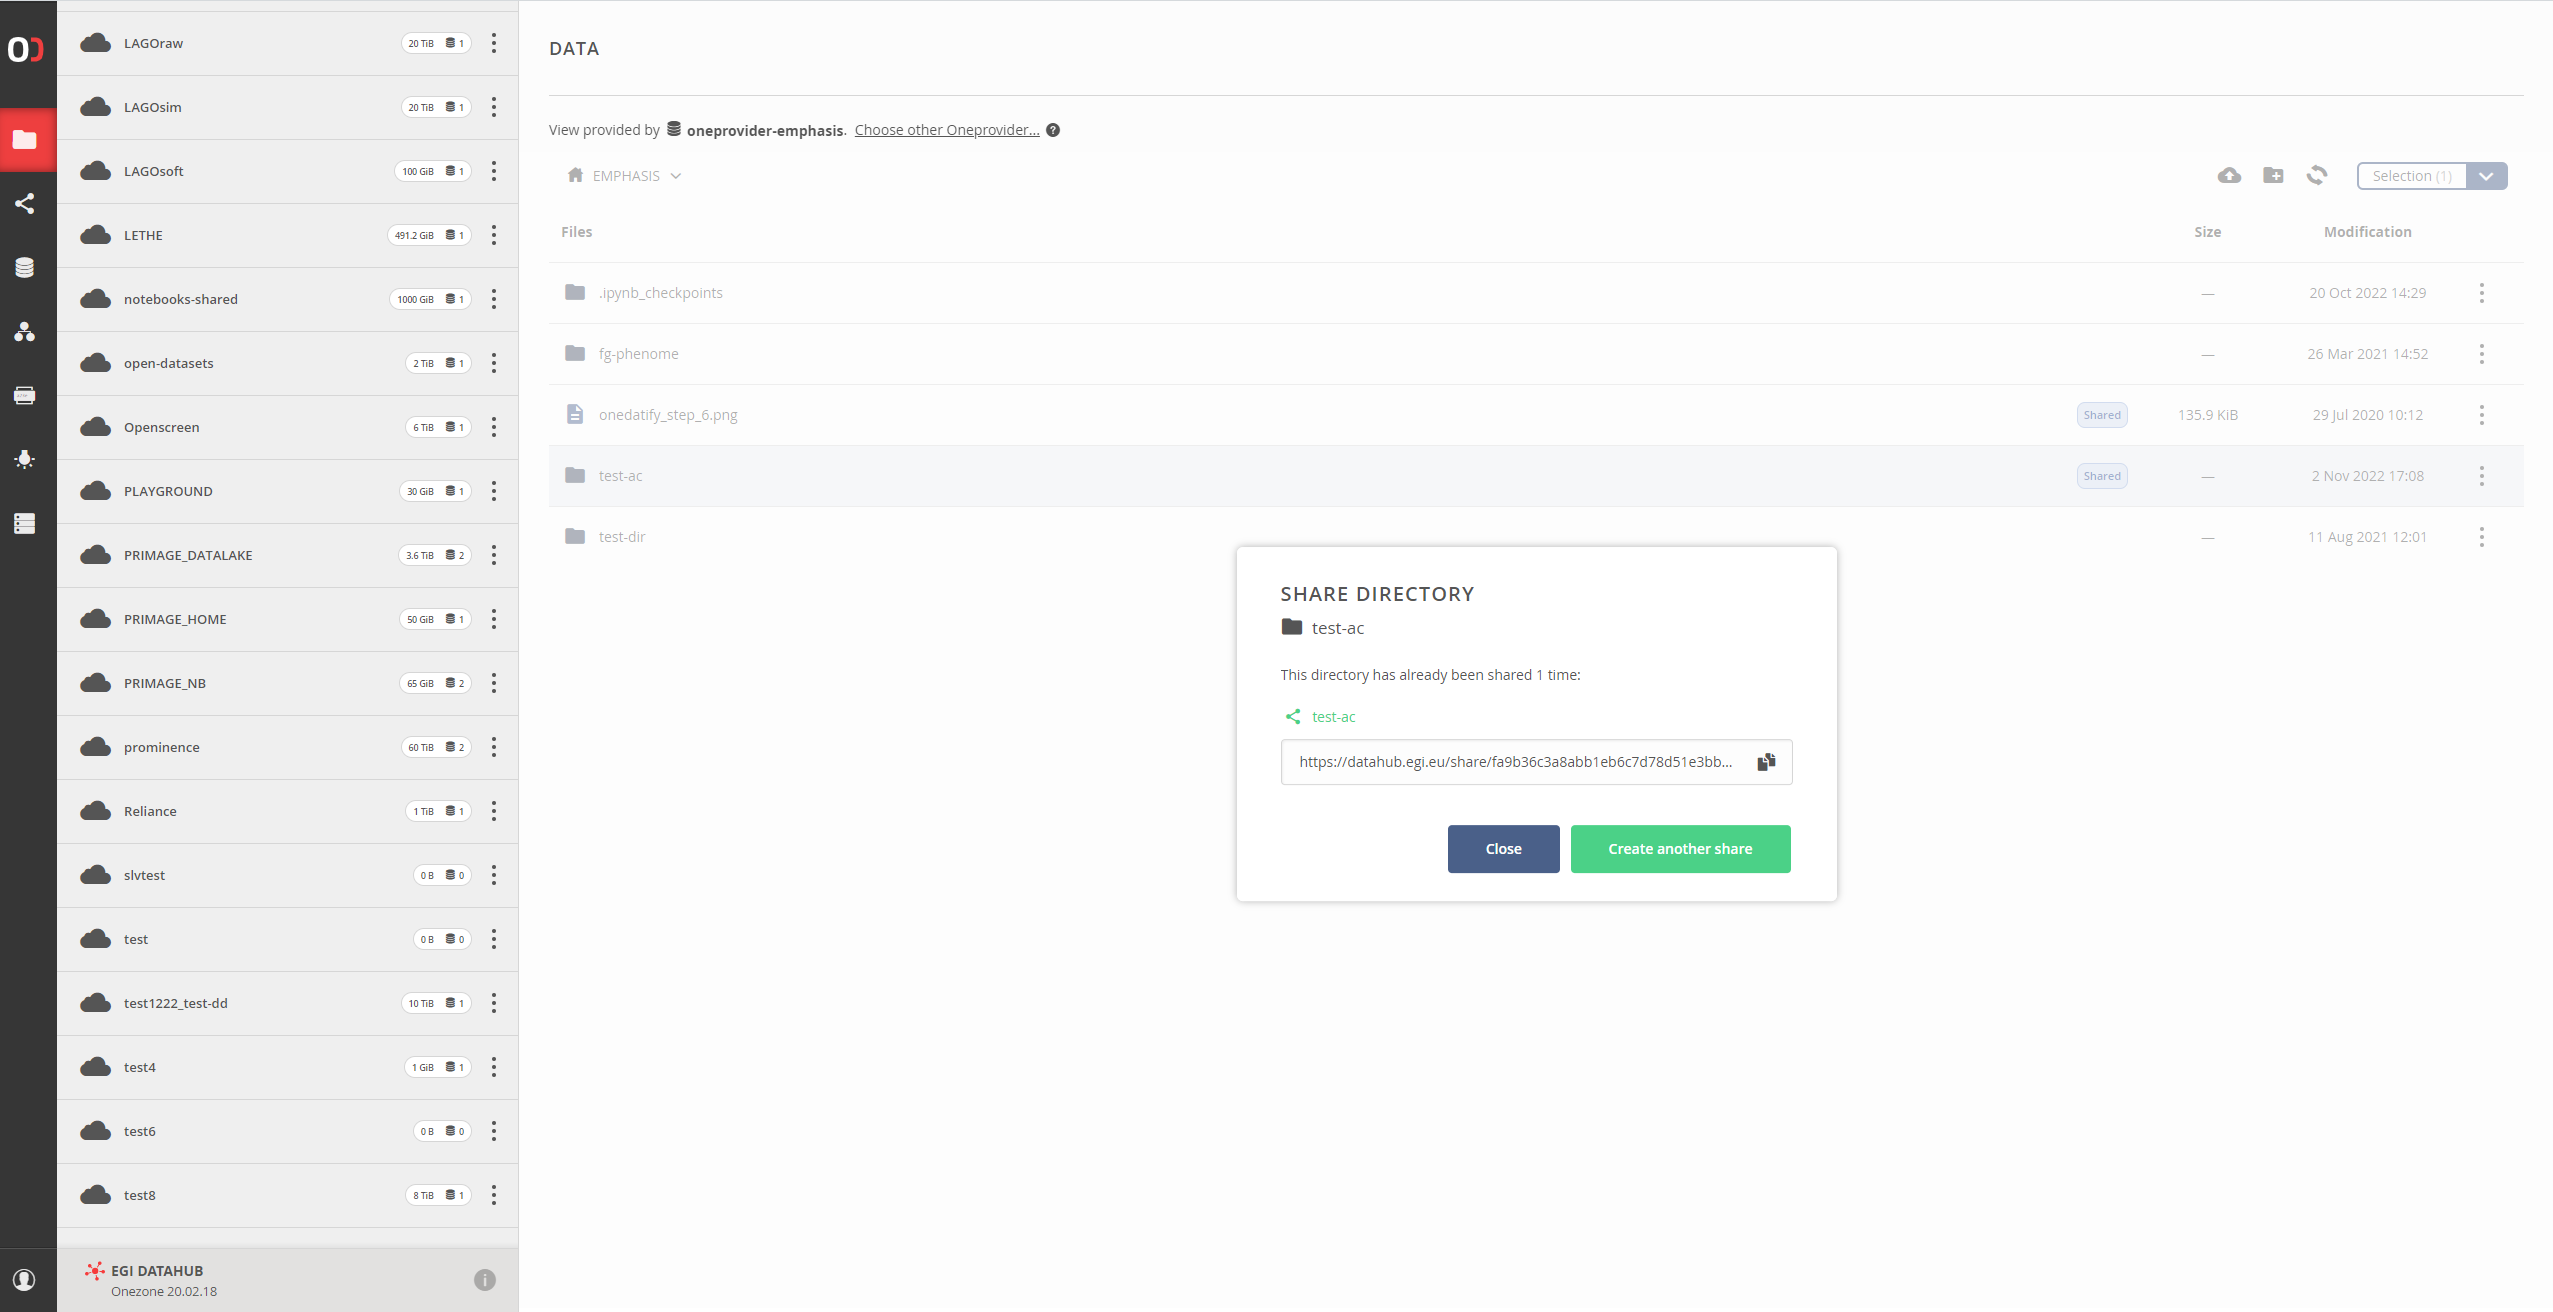 LAGOraw 20 TiB 1
LAGOsim 20 TiB 1
LAGOsoft 100 GiB 1
LETHE 491.2 GiB 1
notebooks-shared 1000 GiB 1
open-datasets 2 TiB 1
Openscreen 6 TiB 1
PLAYGROUND 30 GiB 1
PRIMAGE_DATALAKE 3.6 TiB 2
PRIMAGE_HOME 50 GiB 1
PRIMAGE_NB 65 GiB 2
prominence 60 TiB 2
Reliance 1 TiB 1
slvtest 0 B 0
test 0 B 0
test1222_test-dd 10 TiB 1
test4 1 GiB 1
test6 0 B 0
test8 8 TiB 1
EGI DATAHUB
Onezone 20.02.18
DATA
View provided by oneprovider-emphasis. Choose other Oneprovider...
EMPHASIS Selection (1)
Files Size Modification
.ipynb_checkpoints — 20 Oct 2022 14:29
fg-phenome — 26 Mar 2021 14:52
onedatify_step_6.png Shared 135.9 KiB 29 Jul 2020 10:12
test-ac Shared — 2 Nov 2022 17:08
test-dir — 11 Aug 2021 12:01
SHARE DIRECTORY
test-ac
This directory has already been shared 1 time:
test-ac
https://datahub.egi.eu/share/fa9b36c3a8abb1eb6c7d78d51e3bb...
Close Create another share